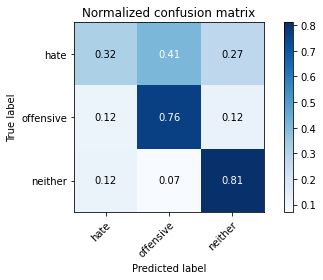 Normalized confusion matrix
True label
hate 0.32 0.41 0.27
offensive 0.12 0.76 0.12
neither 0.12 0.07 0.81
hate offensive neither
Predicted label
0.8
0.7
0.6
0.5
0.4
0.3
0.2
0.1